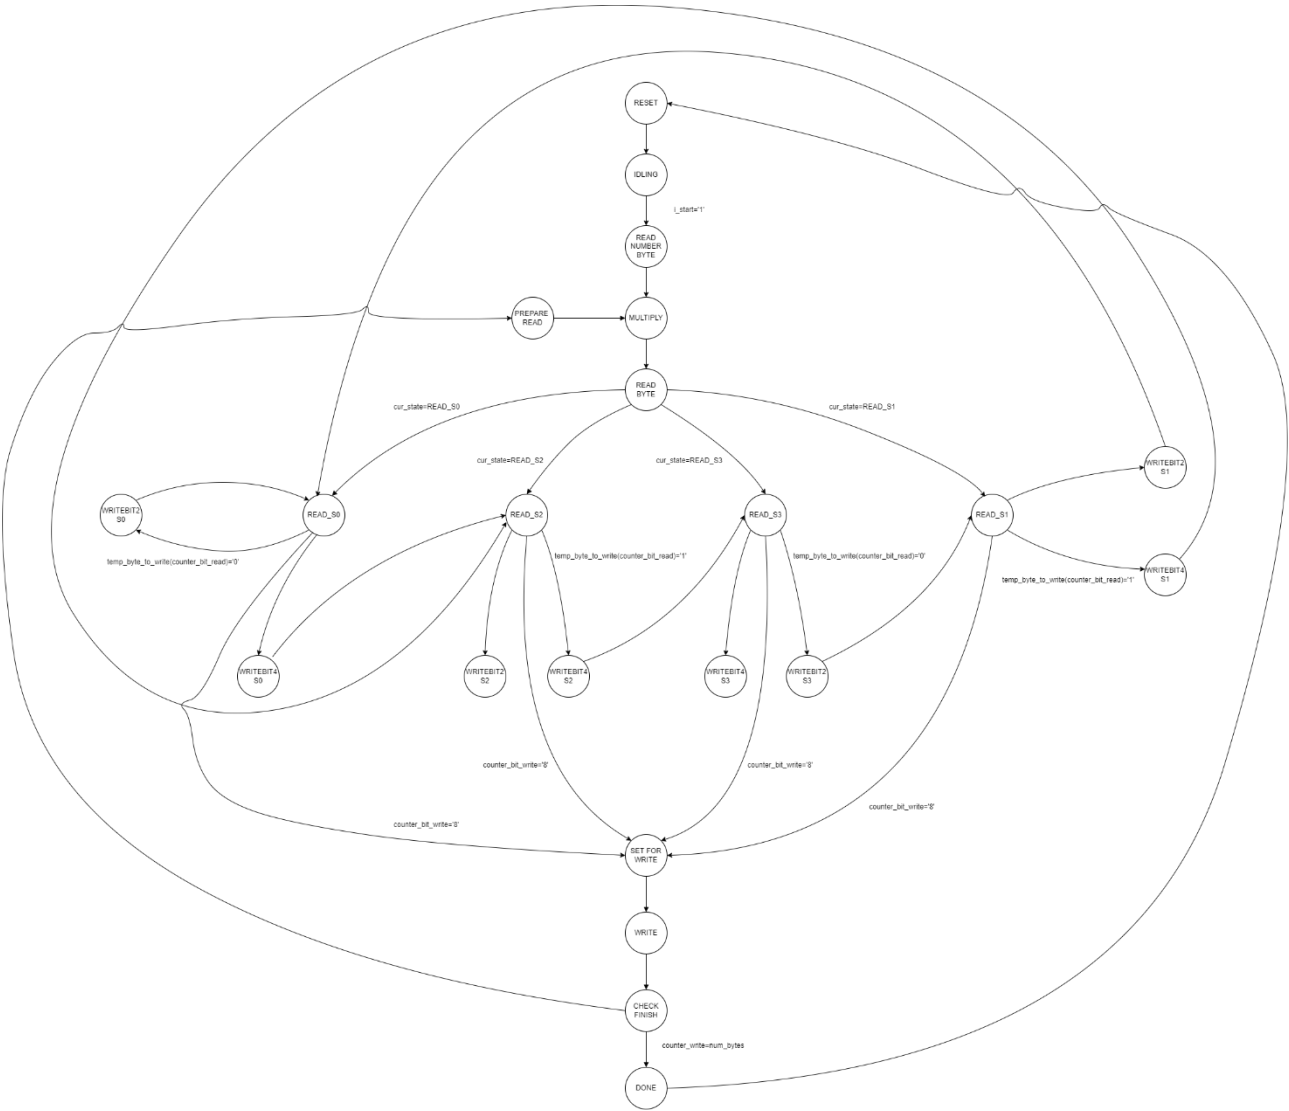 RESET
IDLING
i_start='1'
READ
NUMBER
BYTE
PREPARE
READ
MULTIPLY
READ
BYTE
cur_state=READ_S0
cur_state=READ_S1
cur_state=READ_S2
cur_state=READ_S3
WRITEBIT2
S1
WRITEBIT2
S0
READ_S0
READ_S2
READ_S3
READ_S1
temp_byte_to_write(counter_bit_read)='0'
temp_byte_to_write(counter_bit_read)='1'
temp_byte_to_write(counter_bit_read)='0'
WRITEBIT4
S1
temp_byte_to_write(counter_bit_read)='1'
WRITEBIT4
S0
WRITEBIT2
S2
WRITEBIT4
S2
WRITEBIT4
S3
WRITEBIT2
S3
counter_bit_write='8'
counter_bit_write='8'
counter_bit_write='8'
counter_bit_write='8'
SET FOR
WRITE
WRITE
CHECK
FINISH
counter_write=num_bytes
DONE